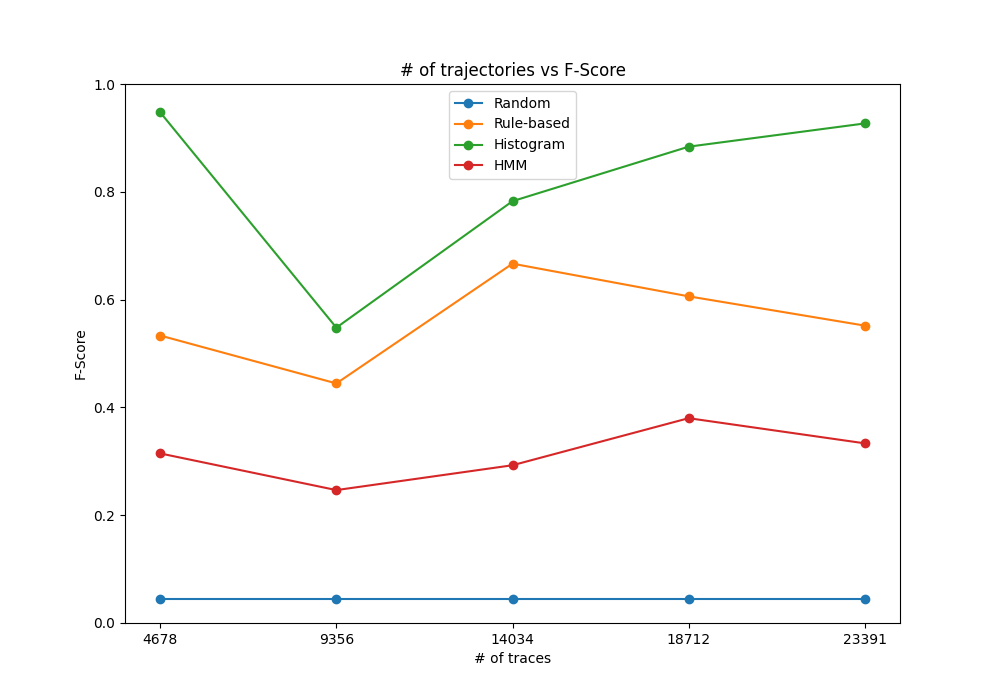 # of trajectories vs F-Score
Random
Rule-based
Histogram
HMM
F-Score
1.0
0.8
0.6
0.4
0.2
0.0
4678 9356 14034 18712 23391
# of traces